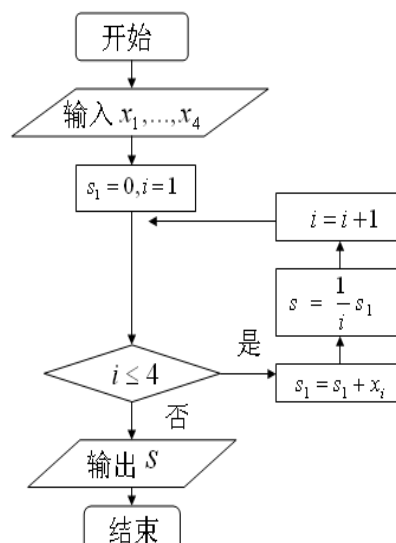 开始
输入 x₁,...,x₄
s₁=0,i=1
i=i+1
s = 1/i s₁
是
i≤4
s₁=s₁+xᵢ
否
输出 S
结束